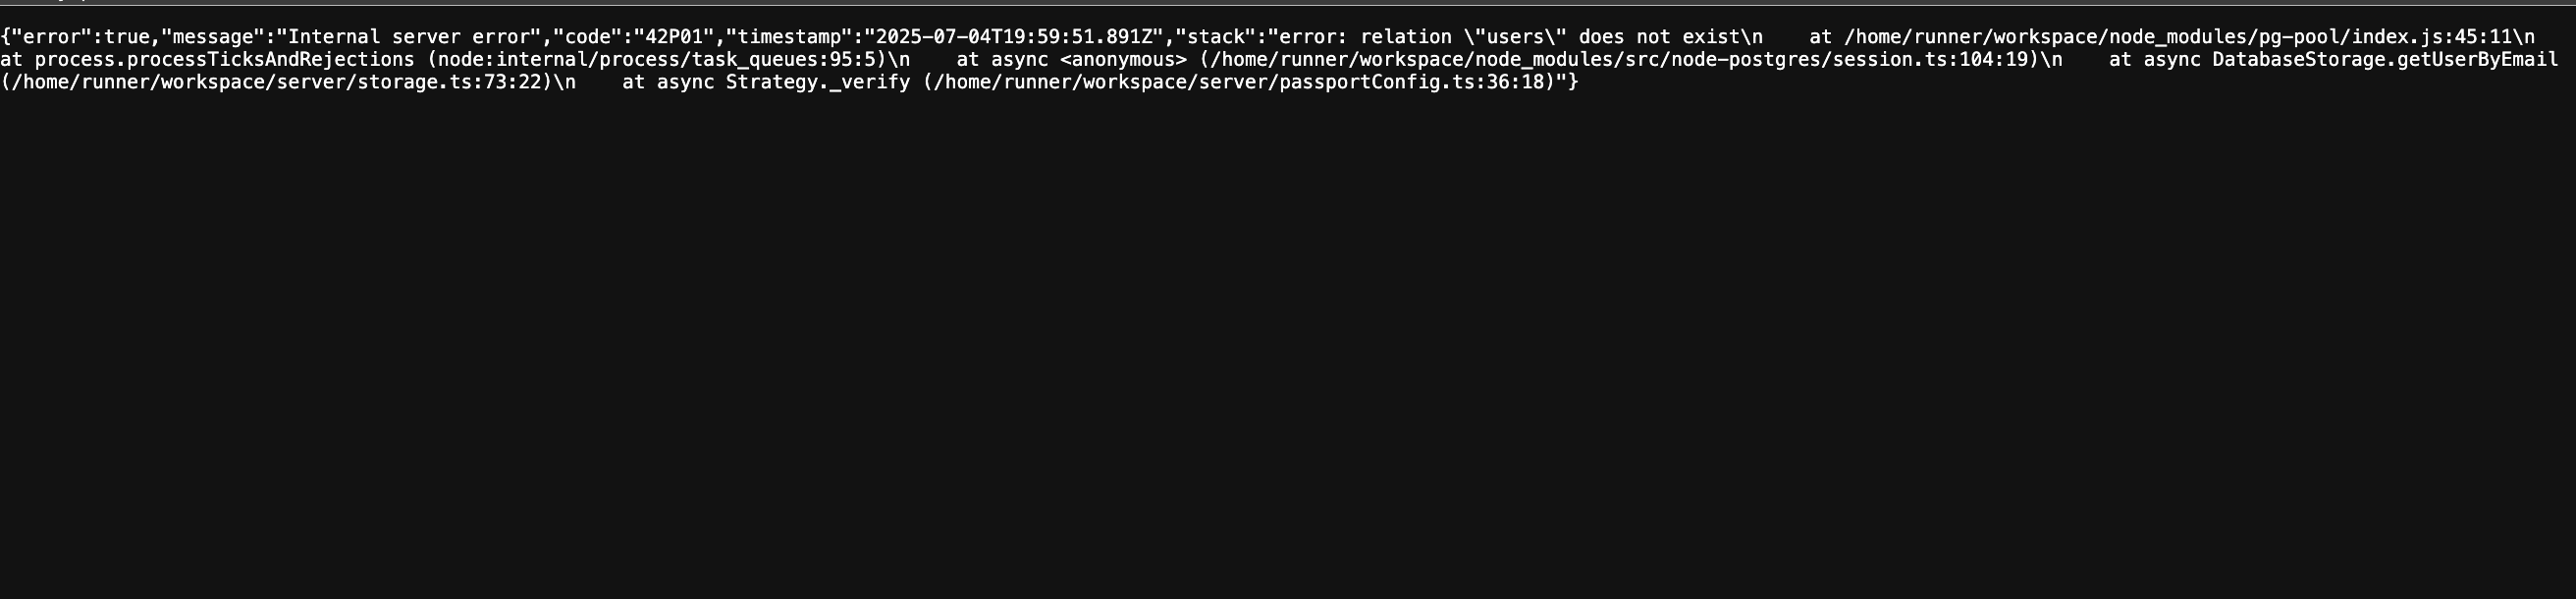 {"error":true,"message":"Internal server error","code":"42P01","timestamp":"2025-07-04T19:59:51.891Z","stack":"error: relation \"users\" does not exist\n    at /home/runner/workspace/node_modules/pg-pool/index.js:45:11\n
at process.processTicksAndRejections (node:internal/process/task_queues:95:5)\n    at async <anonymous> (/home/runner/workspace/node_modules/src/node-postgres/session.ts:104:19)\n    at async DatabaseStorage.getUserByEmail
(/home/runner/workspace/server/storage.ts:73:22)\n    at async Strategy._verify (/home/runner/workspace/server/passportConfig.ts:36:18)"}